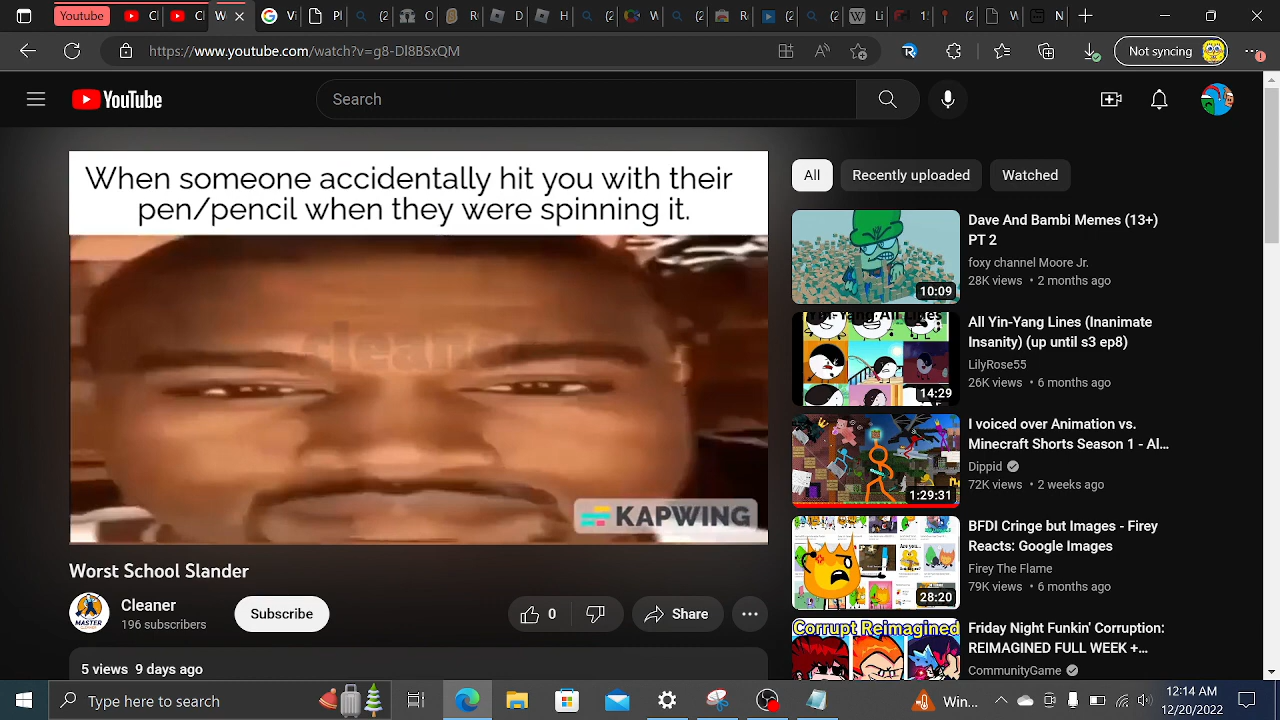 Youtube
https://www.youtube.com/watch?v=g8-Dl8BSxQM
Not syncing
YouTube
Search
When someone accidentally hit you with their
pen/pencil when they were spinning it.
KAPWING
Worst School Slander
Cleaner
196 subscribers
MASTER
Subscribe
0
Share
5 views 9 days ago
All
Recently uploaded
Watched
10:09
Dave And Bambi Memes (13+)
PT 2
foxy channel Moore Jr.
28K views • 2 months ago
14:29
All Yin-Yang Lines (Inanimate
Insanity) (up until s3 ep8)
LilyRose55
26K views • 6 months ago
1:29:31
I voiced over Animation vs.
Minecraft Shorts Season 1 - Al...
Dippid
72K views • 2 weeks ago
28:20
BFDI Cringe but Images - Firey
Reacts: Google Images
Firey The Flame
79K views • 6 months ago
Corrupt Reimagined
Friday Night Funkin' Corruption:
REIMAGINED FULL WEEK +...
CommunityGame
Type here to search
Win...
12:14 AM
12/20/2022